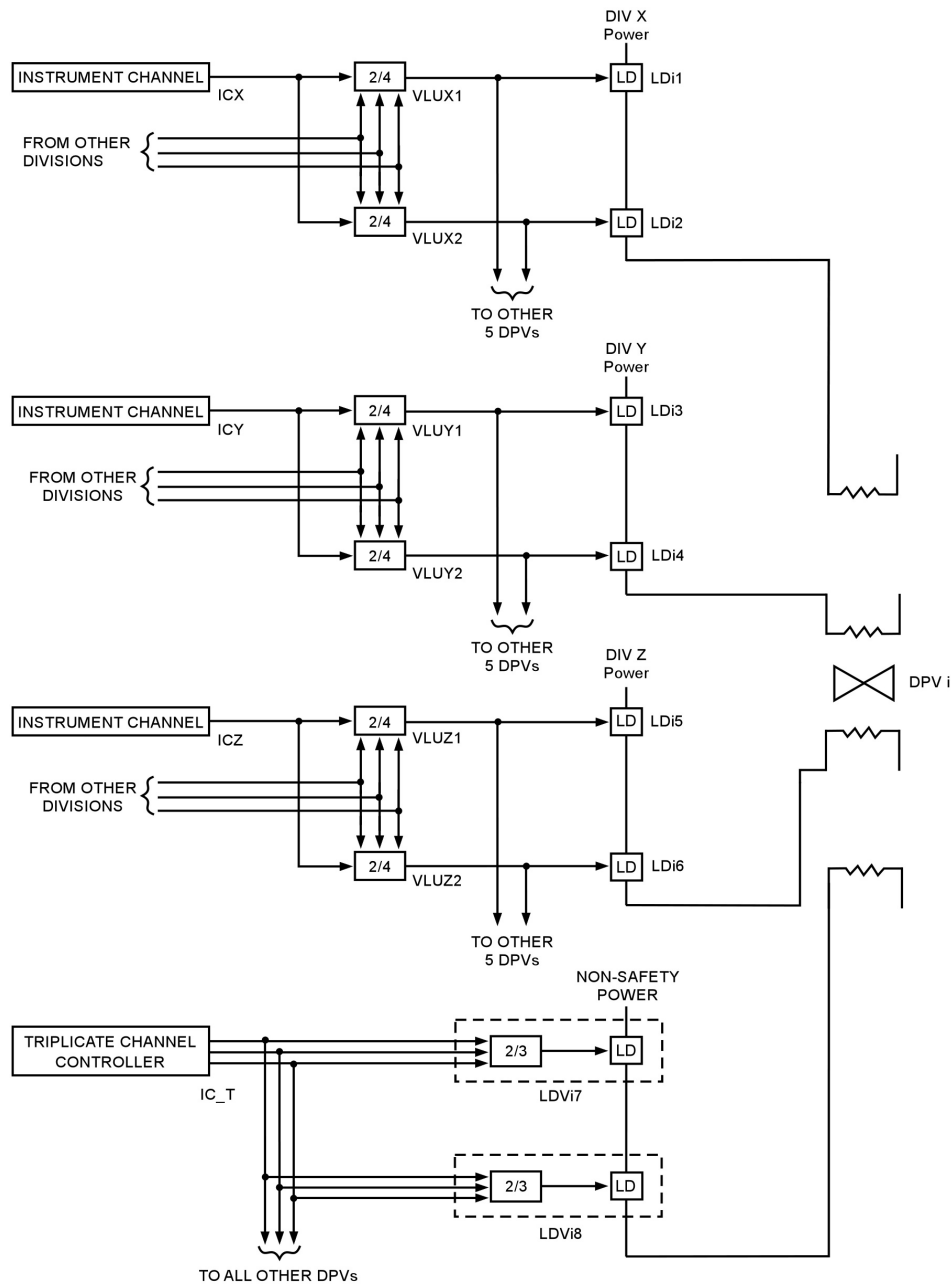 DIV X
Power
INSTRUMENT CHANNEL
ICX
2/4
VLUX1
LD
LDi1
FROM OTHER
DIVISIONS
2/4
VLUX2
LD
LDi2
TO OTHER
5 DPVs
DIV Y
Power
INSTRUMENT CHANNEL
ICY
2/4
VLUY1
LD
LDi3
FROM OTHER
DIVISIONS
2/4
VLUY2
LD
LDi4
TO OTHER
5 DPVs
DIV Z
Power
DPV i
INSTRUMENT CHANNEL
ICZ
2/4
VLUZ1
LD
LDi5
FROM OTHER
DIVISIONS
2/4
VLUZ2
LD
LDi6
TO OTHER
5 DPVs
NON-SAFETY
POWER
TRIPLICATE CHANNEL
CONTROLLER
IC_T
2/3
LD
LDVi7
2/3
LD
LDVi8
TO ALL OTHER DPVs